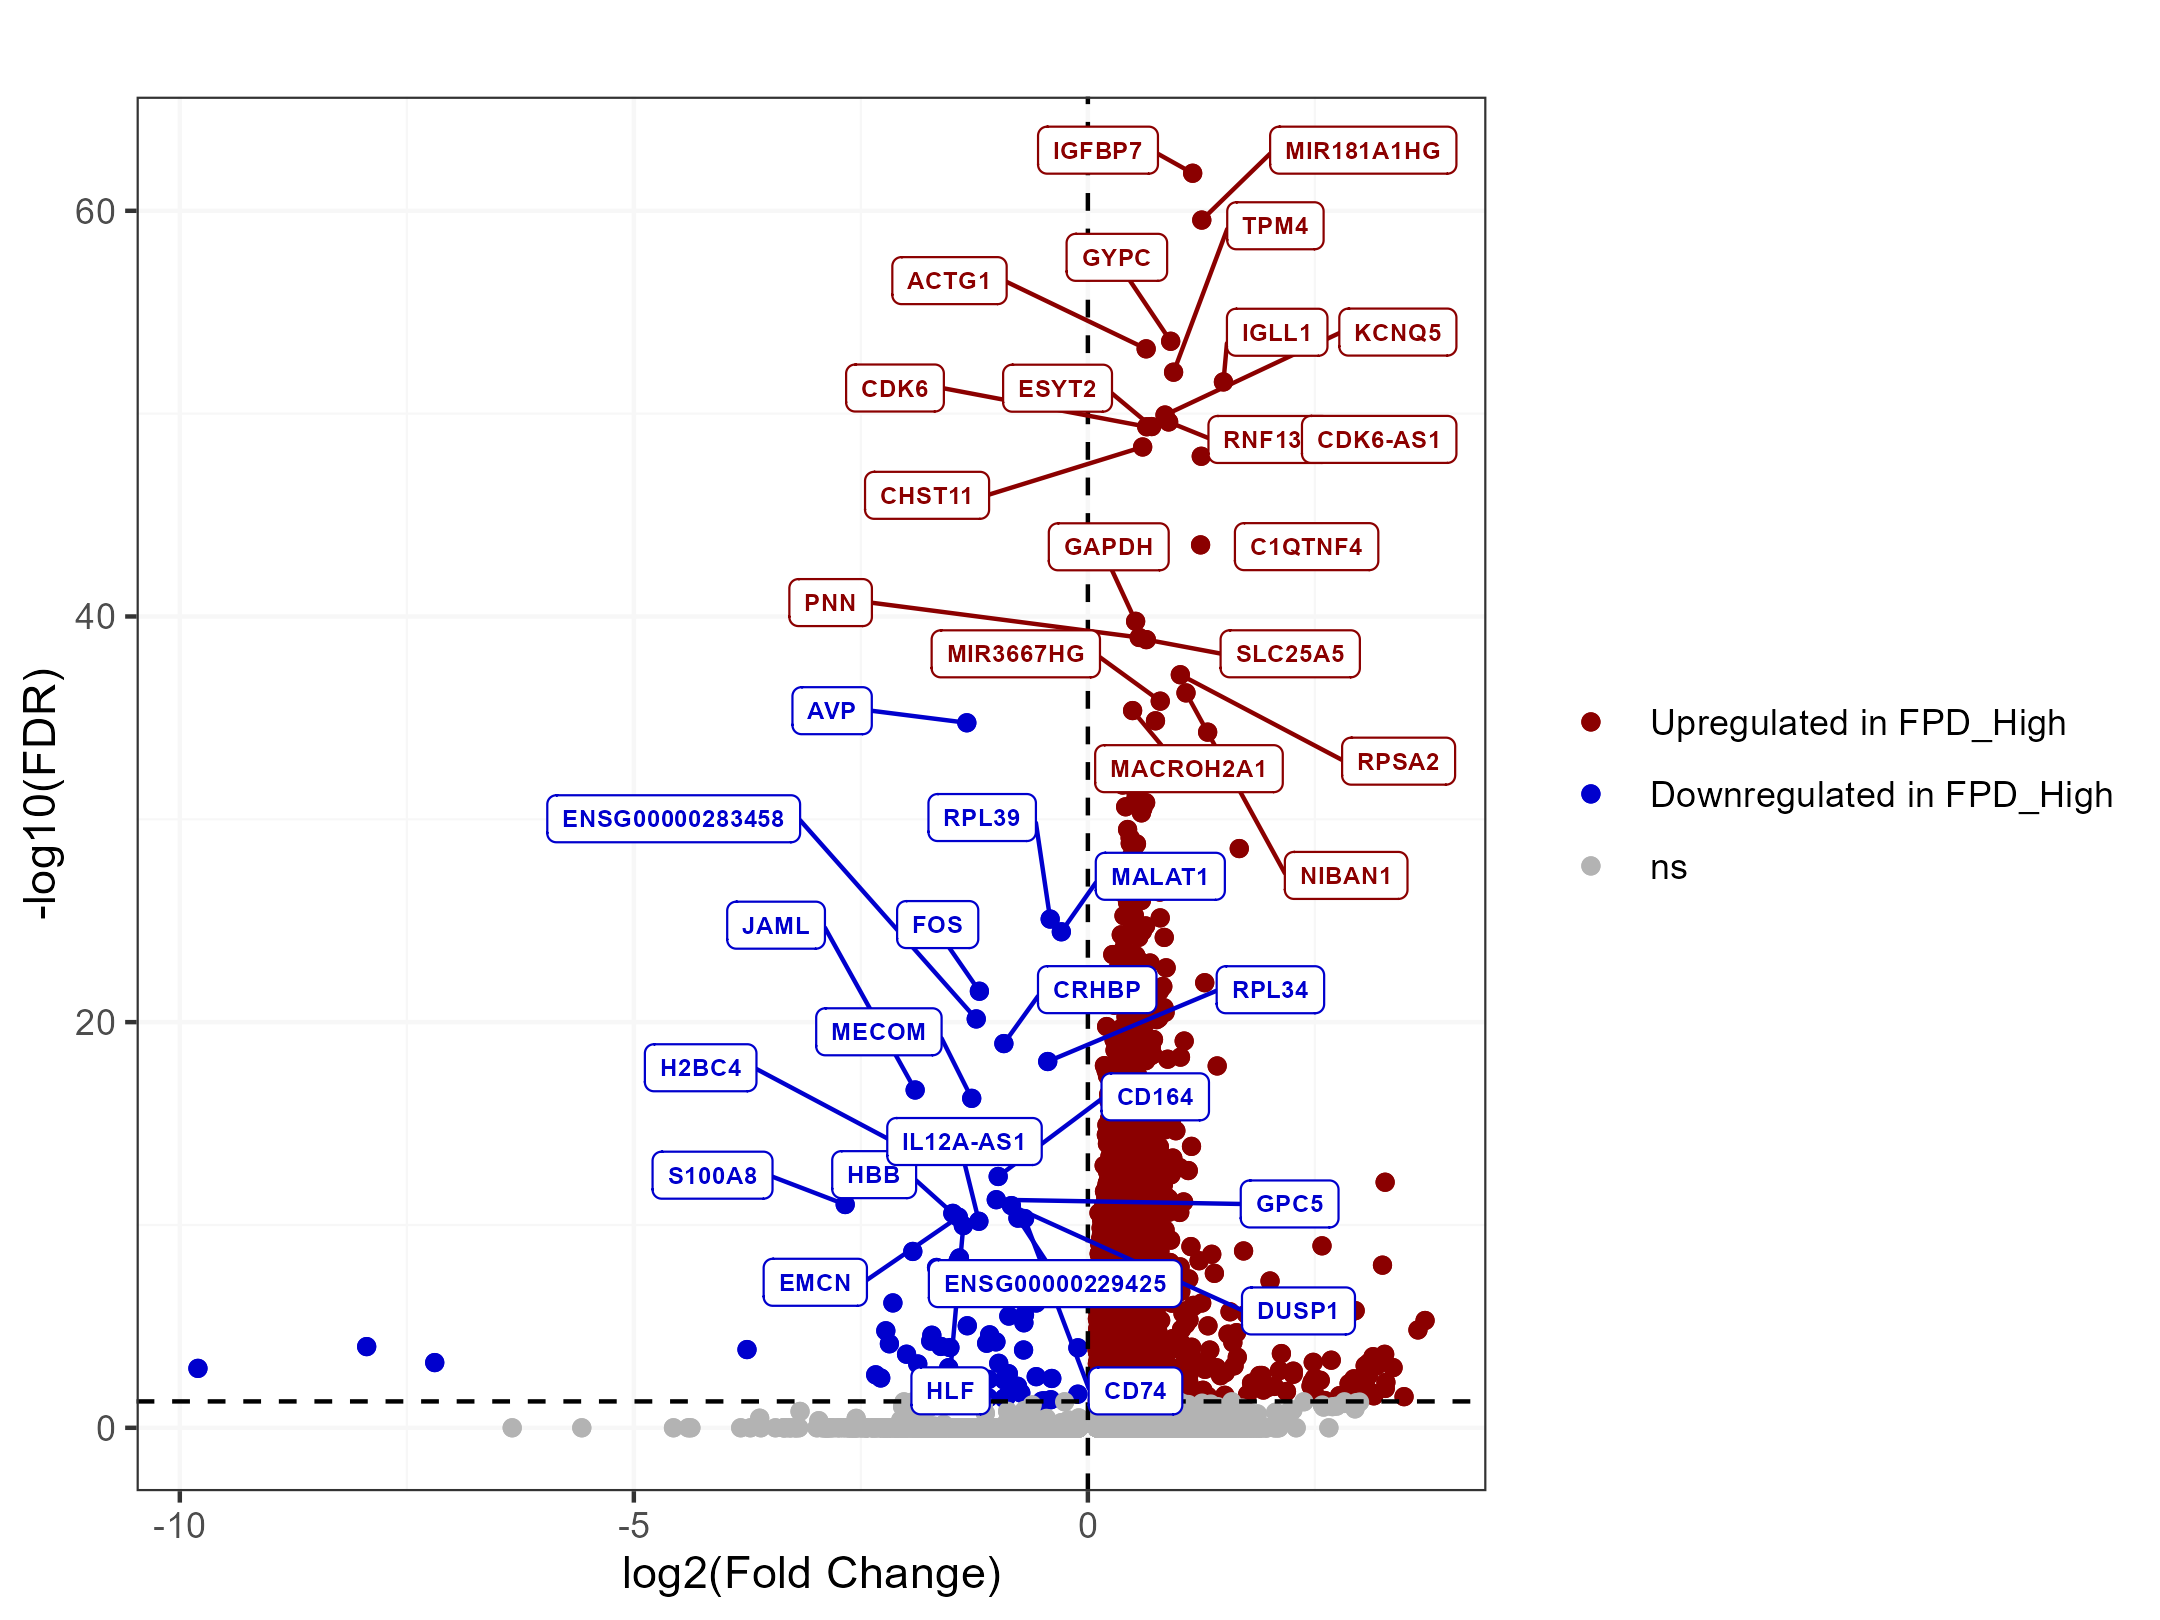 IGFBP7
MIR181A1HG
TPM4
GYPC
ACTG1
IGLL1
KCNQ5
CDK6
ESYT2
RNF13
CDK6-AS1
CHST11
GAPDH
C1QTNF4
PNN
MIR3667HG
SLC25A5
AVP
MACROH2A1
RPSA2
ENSG00000283458
RPL39
MALAT1
NIBAN1
JAML
FOS
CRHBP
RPL34
MECOM
H2BC4
CD164
IL12A-AS1
S100A8
HBB
GPC5
EMCN
ENSG00000229425
DUSP1
HLF
CD74
60
40
20
0
-10
-5
0
log2(Fold Change)
-log10(FDR)
Upregulated in FPD_High
Downregulated in FPD_High
ns